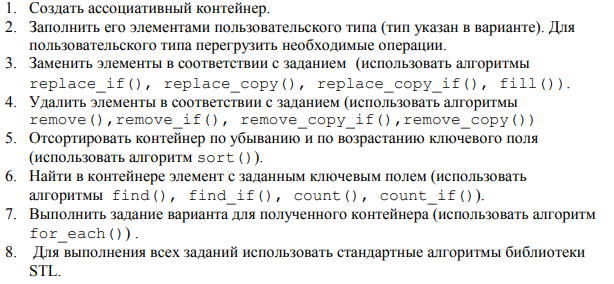 1. Создать ассоциативный контейнер.
2. Заполнить его элементами пользовательского типа (тип указан в варианте). Для
пользовательского типа перегрузить необходимые операции.
3. Заменить элементы в соответствии с заданием (использовать алгоритмы
replace_if(), replace_copy(), replace_copy_if(), fill()).
4. Удалить элементы в соответствии с заданием (использовать алгоритмы
remove(),remove_if(), remove_copy_if(),remove_copy())
5. Отсортировать контейнер по убыванию и по возрастанию ключевого поля
(использовать алгоритм sort()).
6. Найти в контейнере элемент с заданным ключевым полем (использовать
алгоритмы find(), find_if(), count(), count_if()).
7. Выполнить задание варианта для полученного контейнера (использовать алгоритм
for_each()) .
8. Для выполнения всех заданий использовать стандартные алгоритмы библиотеки
STL.